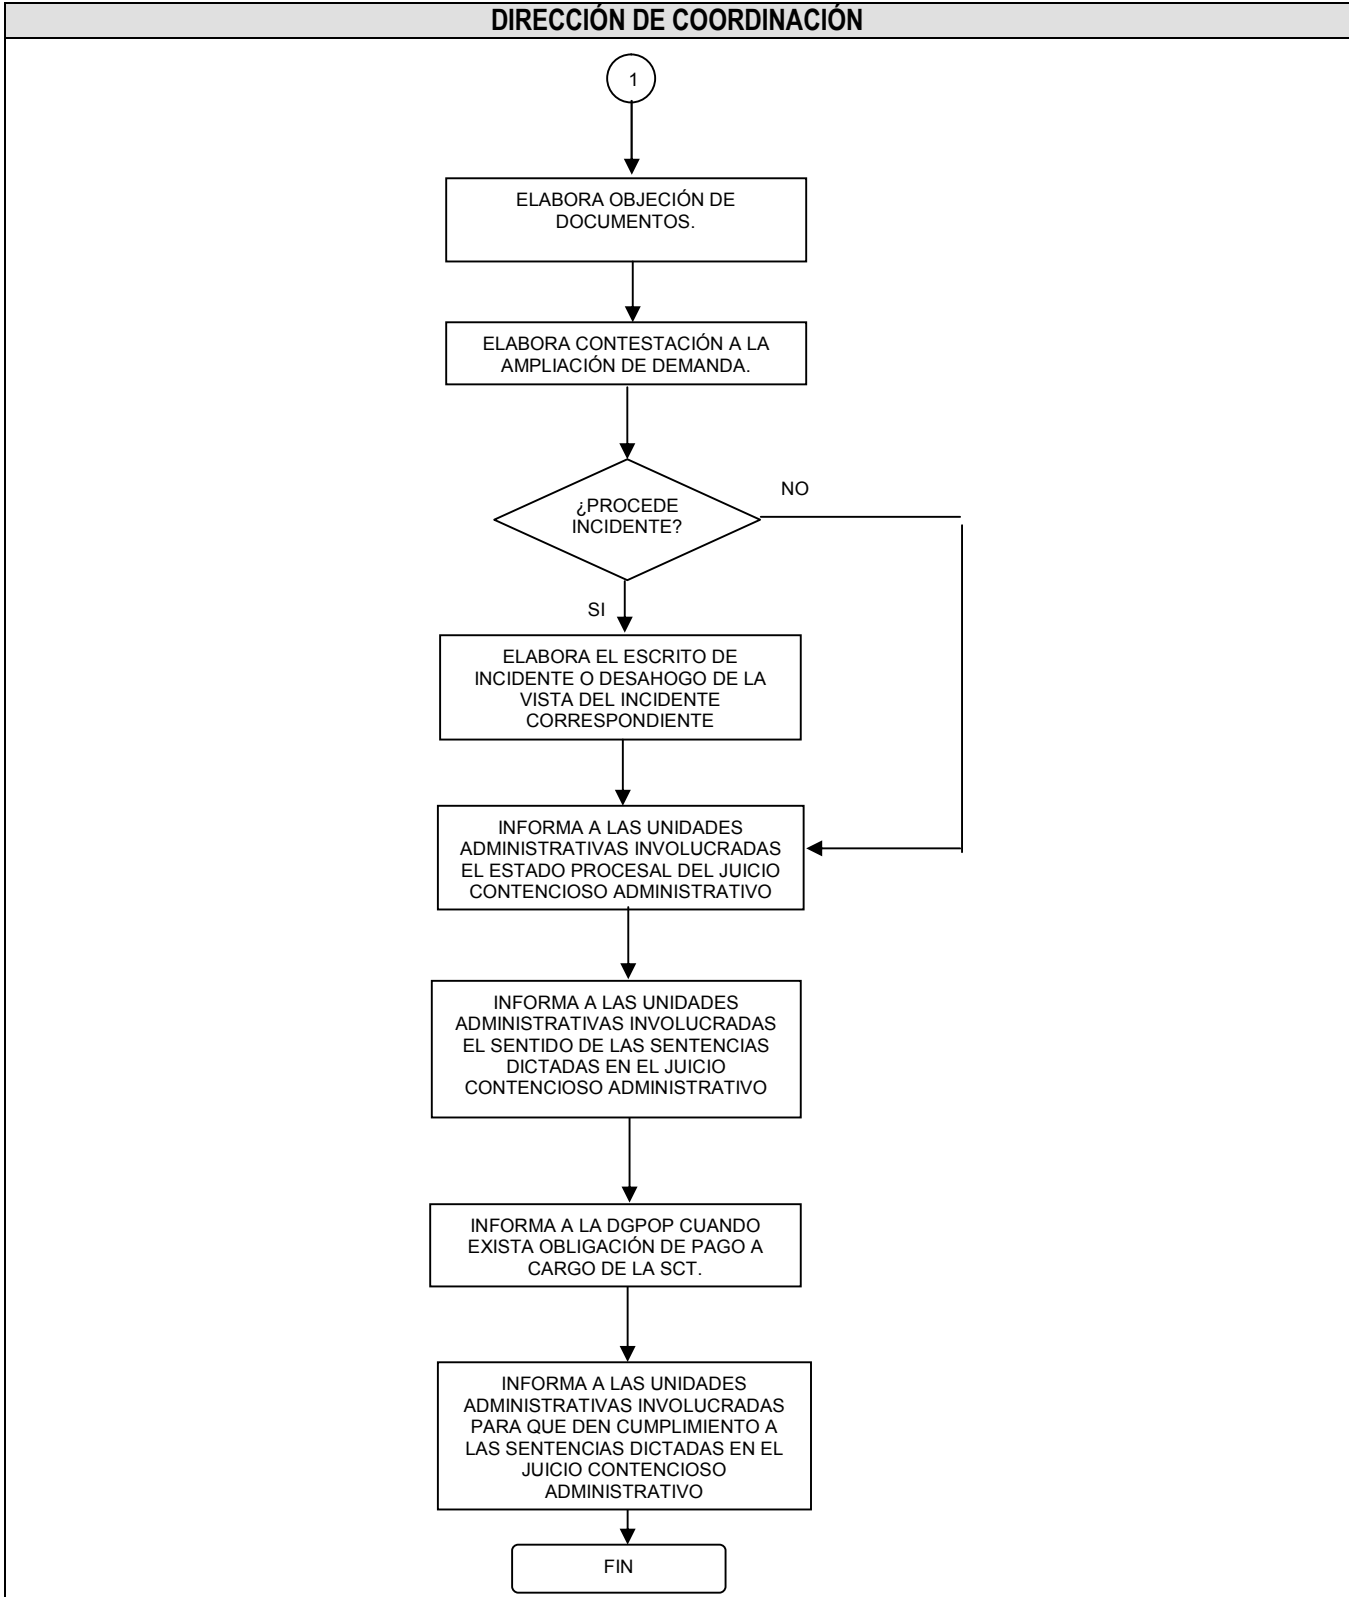 DIRECCIÓN DE COORDINACIÓN
1
ELABORA OBJECIÓN DE
DOCUMENTOS.
ELABORA CONTESTACIÓN A LA
AMPLIACIÓN DE DEMANDA.
¿PROCEDE
INCIDENTE?
NO
SI
ELABORA EL ESCRITO DE
INCIDENTE O DESAHOGO DE LA
VISTA DEL INCIDENTE
CORRESPONDIENTE
INFORMA A LAS UNIDADES
ADMINISTRATIVAS INVOLUCRADAS
EL ESTADO PROCESAL DEL JUICIO
CONTENCIOSO ADMINISTRATIVO
INFORMA A LAS UNIDADES
ADMINISTRATIVAS INVOLUCRADAS
EL SENTIDO DE LAS SENTENCIAS
DICTADAS EN EL JUICIO
CONTENCIOSO ADMINISTRATIVO
INFORMA A LA DGPOP CUANDO
EXISTA OBLIGACIÓN DE PAGO A
CARGO DE LA SCT.
INFORMA A LAS UNIDADES
ADMINISTRATIVAS INVOLUCRADAS
PARA QUE DEN CUMPLIMIENTO A
LAS SENTENCIAS DICTADAS EN EL
JUICIO CONTENCIOSO
ADMINISTRATIVO
FIN